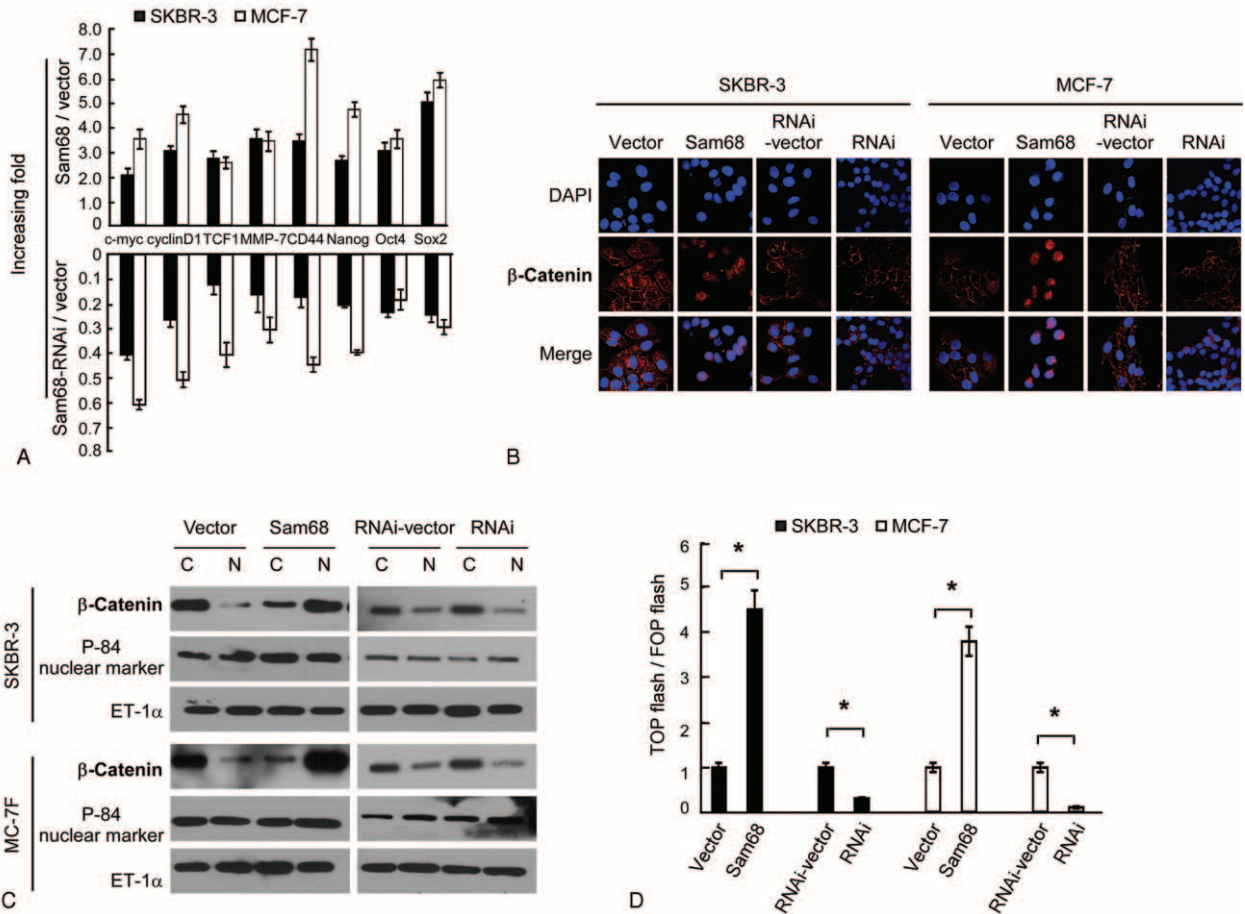 SKBR-3 MCF-7
8.0
7.0
6.0
5.0
4.0
3.0
2.0
1.0
0
Sam68 / vector
Increasing fold
c-myc cyclinD1 TCF1 MMP-7 CD44 Nanog Oct4 Sox2
0
0.1
0.2
0.3
0.4
0.5
0.6
0.8
Sam68-RNAi / vector
A
SKBR-3 MCF-7
Vector Sam68 RNAi -vector RNAi Vector Sam68 RNAi -vector RNAi
DAPI
β-Catenin
Merge
B
Vector Sam68 RNAi-vector RNAi
C N C N C N C N
SKBR-3
β-Catenin
P-84
nuclear marker
ET-1α
MC-7F
β-Catenin
P-84
nuclear marker
ET-1α
C
SKBR-3 MCF-7
TOP flash / FOP flash
6
5
4
2
1
0
* * * *
Vector Sam68 RNAi-vector RNAi Vector Sam68 RNAi-vector RNAi
D